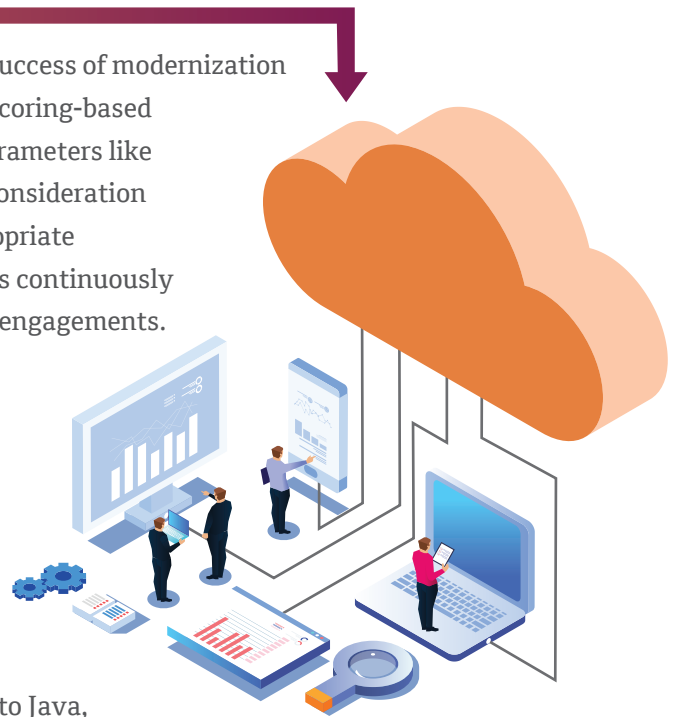 uccess of modernization
coring-based
rameters like
onsideration
opriate
s continuously
engagements.
to Java,